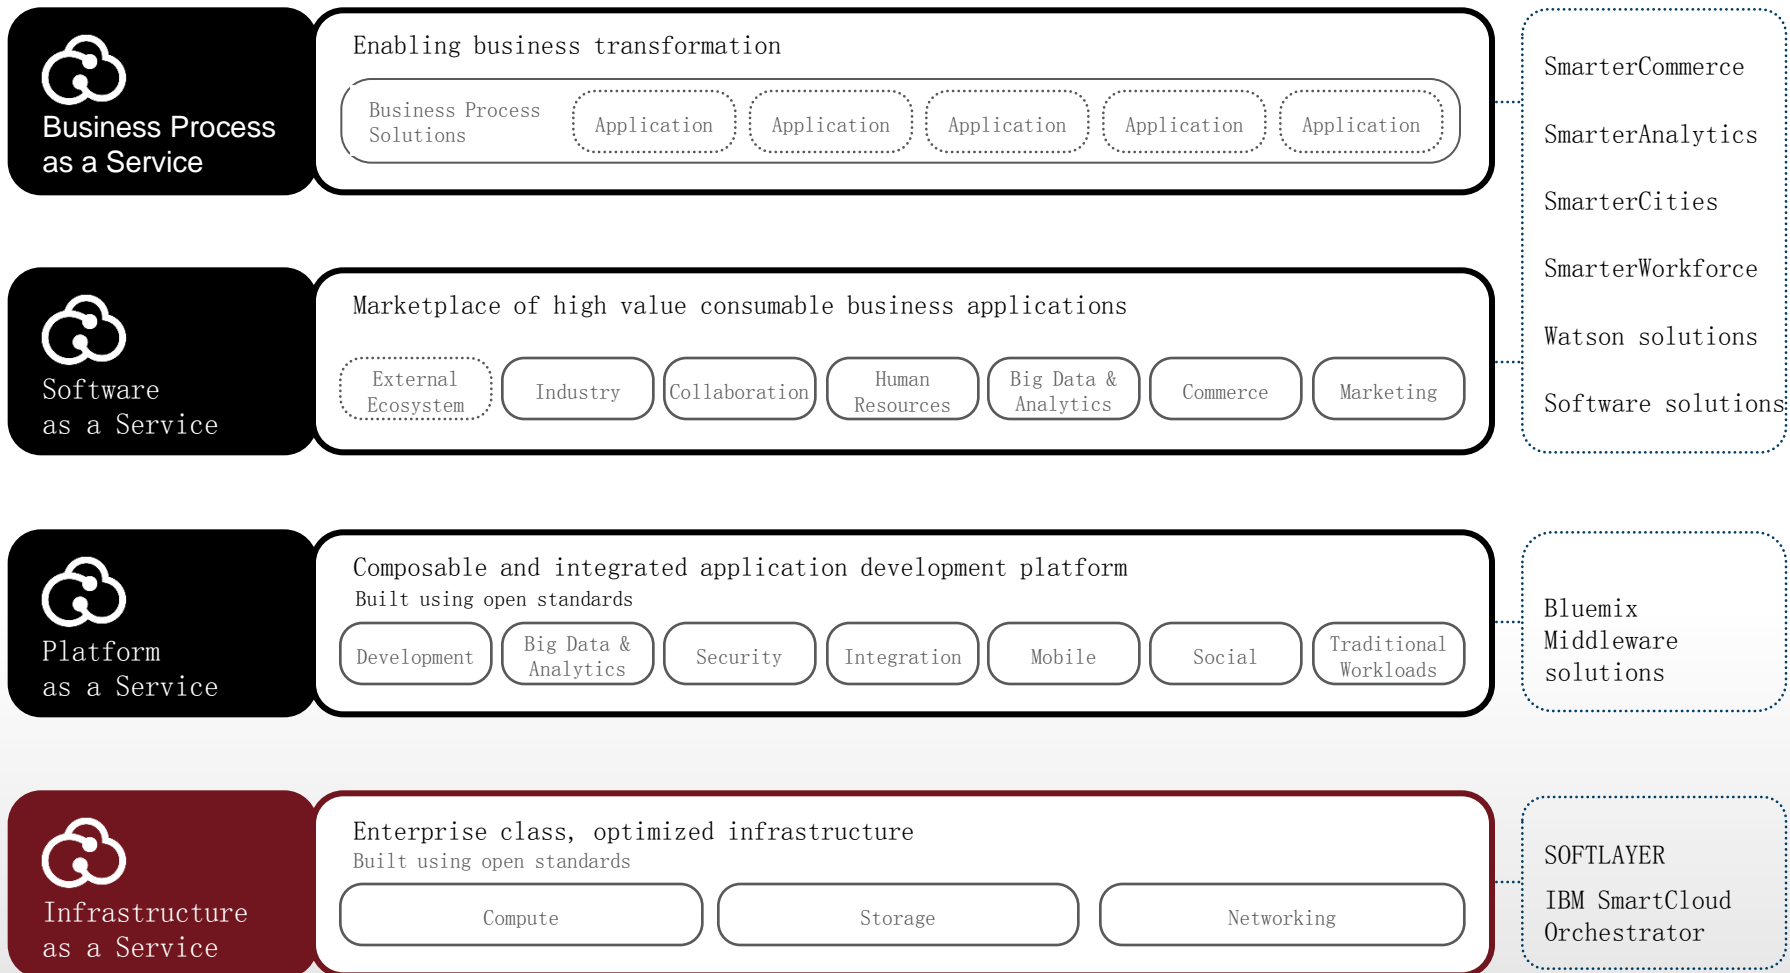 Business Process
as a Service
Enabling business transformation
Business Process
Solutions
Application
Application
Application
Application
Application
Software
as a Service
Marketplace of high value consumable business applications
External
Ecosystem
Industry
Collaboration
Human
Resources
Big Data &
Analytics
Commerce
Marketing
SmarterCommerce
SmarterAnalytics
SmarterCities
SmarterWorkforce
Watson solutions
Software solutions
Platform
as a Service
Composable and integrated application development platform
Built using open standards
Development
Big Data &
Analytics
Security
Integration
Mobile
Social
Traditional
Workloads
Bluemix
Middleware
solutions
Infrastructure
as a Service
Enterprise class, optimized infrastructure
Built using open standards
Compute
Storage
Networking
SOFTLAYER
IBM SmartCloud
Orchestrator